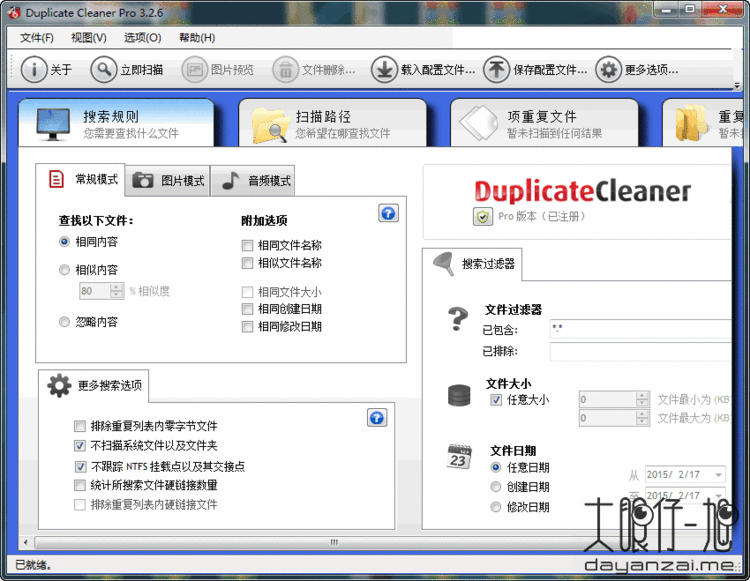 Duplicate Cleaner Pro 3.2.6
文件(F) 视图(V) 选项(O) 帮助(H)
关于 立即扫描 图片预览 文件删除... 载入配置文件... 保存配置文件... 更多选项...
搜索规则
您需要查找什么文件
扫描路径
您希望在哪查找文件
项重复文件
暂未扫描到任何结果
重复
暂未
常规模式 图片模式 音频模式
查找以下文件：
相同内容
相似内容
80 % 相似度
忽略内容
附加选项
相同文件名称
相似文件名称
相同文件大小
相同创建日期
相同修改日期
更多搜索选项
排除重复列表内零字节文件
不扫描系统文件以及文件夹
不跟踪 NTFS 挂载点以及其交接点
统计所搜索文件硬链接数量
排除重复列表内硬链接文件
DuplicateCleaner
Pro 版本（已注册）
搜索过滤器
文件过滤器
已包含： *.*
已排除：
文件大小
任意大小 0 文件最小为 (KB
0 文件最大为 (KB
文件日期
23
任意日期 从 2015/ 2/17
创建日期 至 2015/ 2/17
修改日期
大眼仔~旭
dayanzai.me
已就绪。